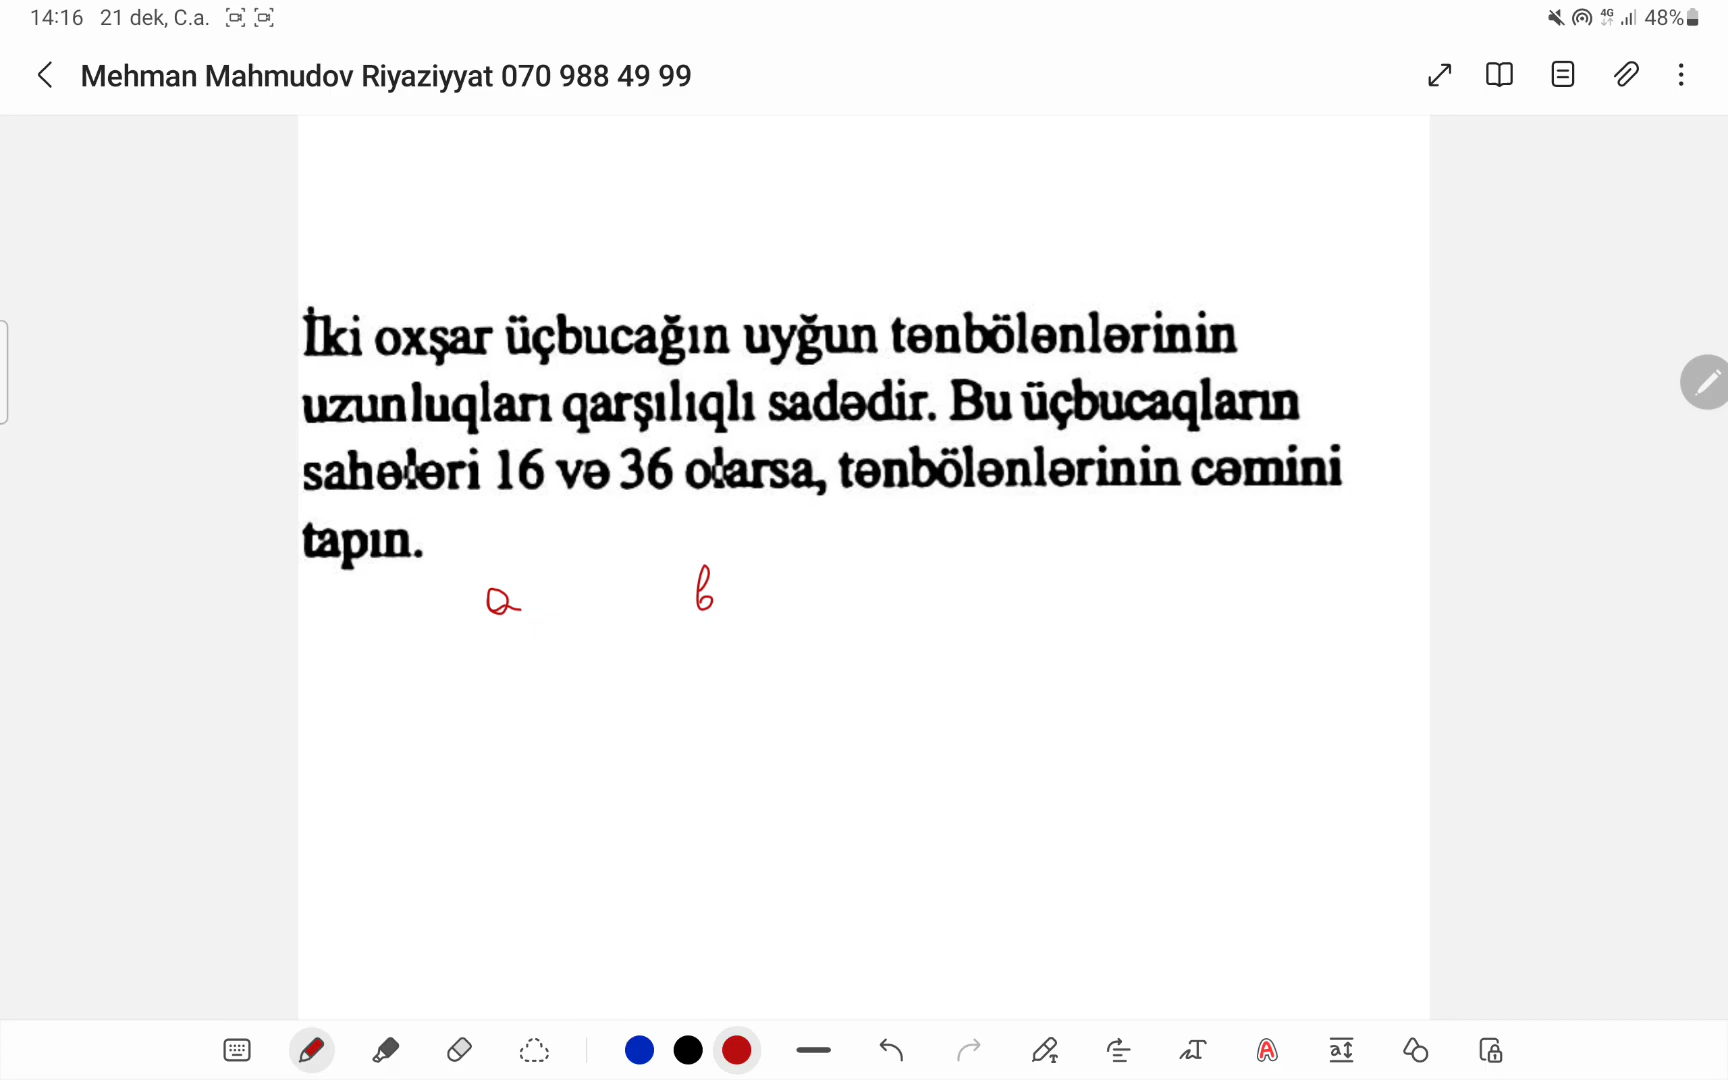 14:16 21 dek, C.a. 4G 48%
Mehman Mahmudov Riyaziyyat 070 988 49 99
İki oxşar üçbucağın uyğun tənbölənlərinin
uzunluqları qarşılıqlı sadədir. Bu üçbucaqların
sahələri 16 və 36 olarsa, tənbölənlərinin cəmini
tapın.
a b